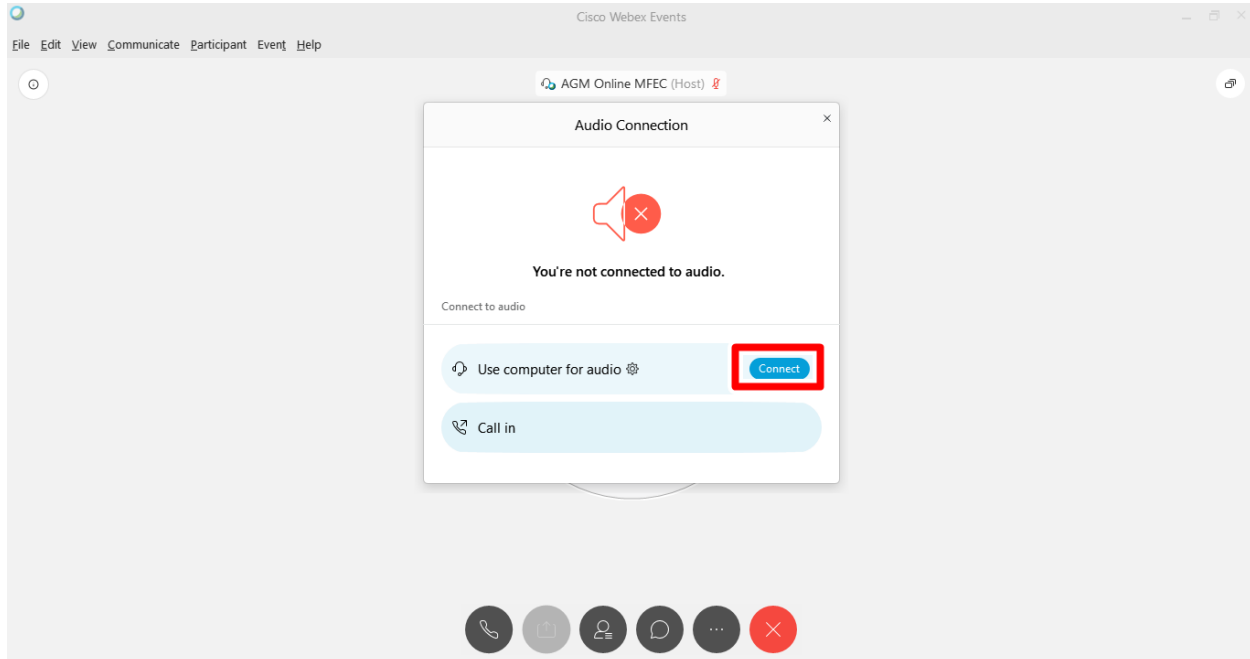 Cisco Webex Events
File Edit View Communicate Participant Event Help
AGM Online MFEC (Host)
Audio Connection
You're not connected to audio.
Connect to audio
Use computer for audio
Connect
Call in